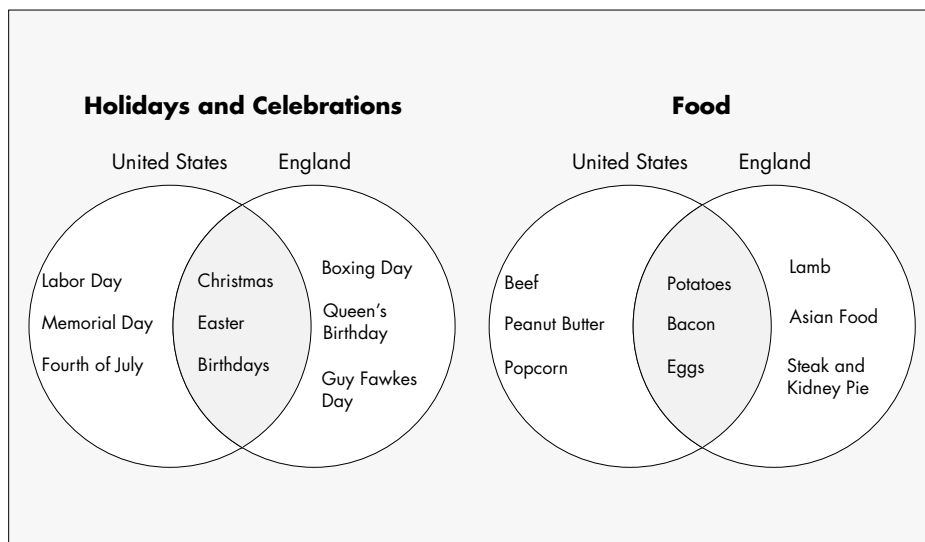 Holidays and Celebrations
United States
England
Labor Day
Memorial Day
Fourth of July
Christmas
Easter
Birthdays
Boxing Day
Queen’s
Birthday
Guy Fawkes
Day
Food
United States
England
Beef
Peanut Butter
Popcorn
Potatoes
Bacon
Eggs
Lamb
Asian Food
Steak and
Kidney Pie